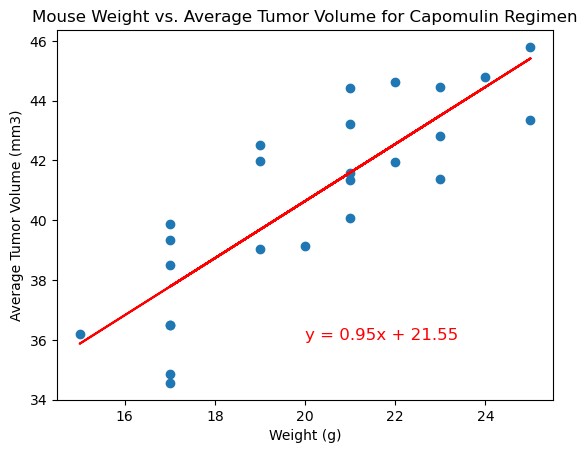 Mouse Weight vs. Average Tumor Volume for Capomulin Regimen
46
44
42
40
38
36
34
Average Tumor Volume (mm3)
y = 0.95x + 21.55
16 18 20 22 24
Weight (g)